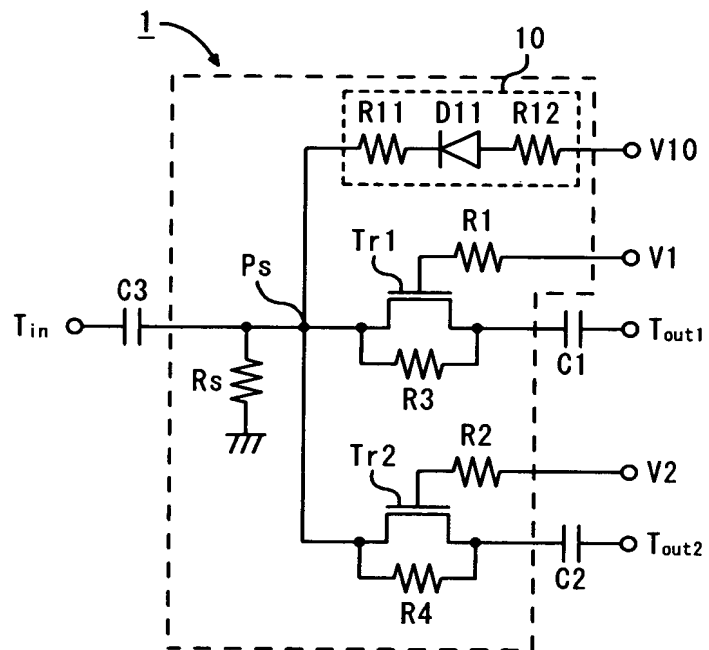 1
10
R11 D11 R12
V10
R1
Tr1
V1
Ps
C3
Tin
Tout1
C1
Rs
R3
R2
Tr2
V2
Tout2
C2
R4